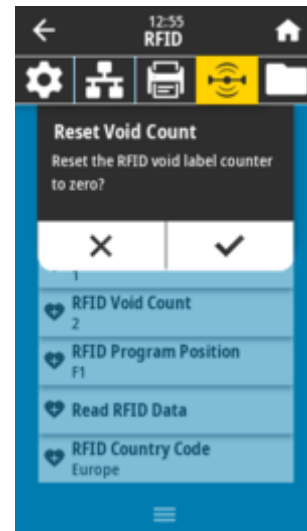 12:55
RFID
Reset Void Count
Reset the RFID void label counter
to zero?
1
RFID Void Count
2
RFID Program Position
F1
Read RFID Data
RFID Country Code
Europe